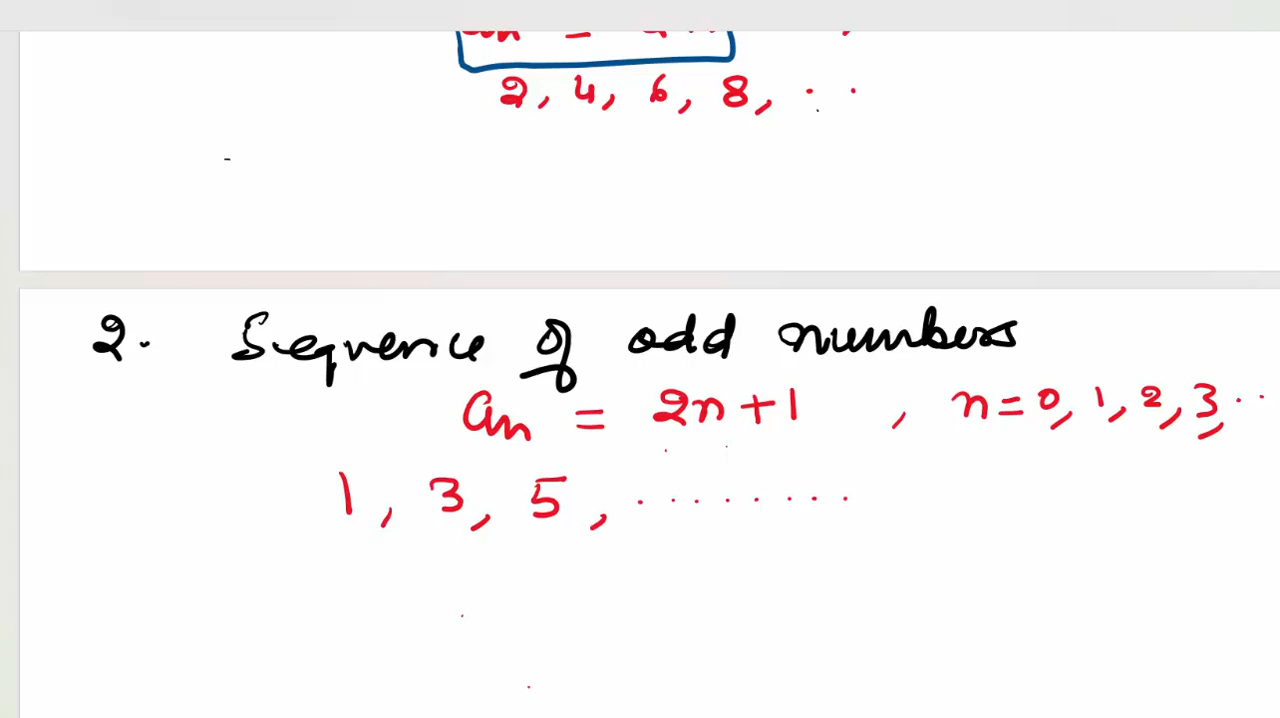 2, 4, 6, 8, . .
2. Sequence of odd numbers
an = 2n + 1 , n = 0, 1, 2, 3, . .
1, 3, 5, . . . . . . . .